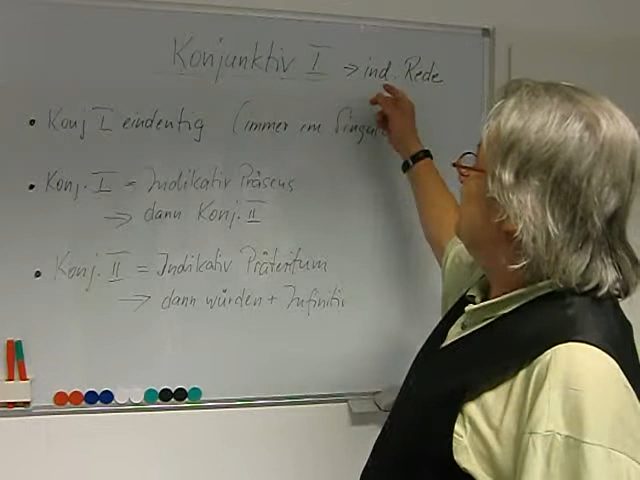 Konjunktiv I → ind. Rede
• Konj I eindeutig (immer im Singul
• Konj. I = Indikativ Präsens
→ dann Konj. II
• Konj. II = Indikativ Präteritum
→ dann würden + Infinitiv